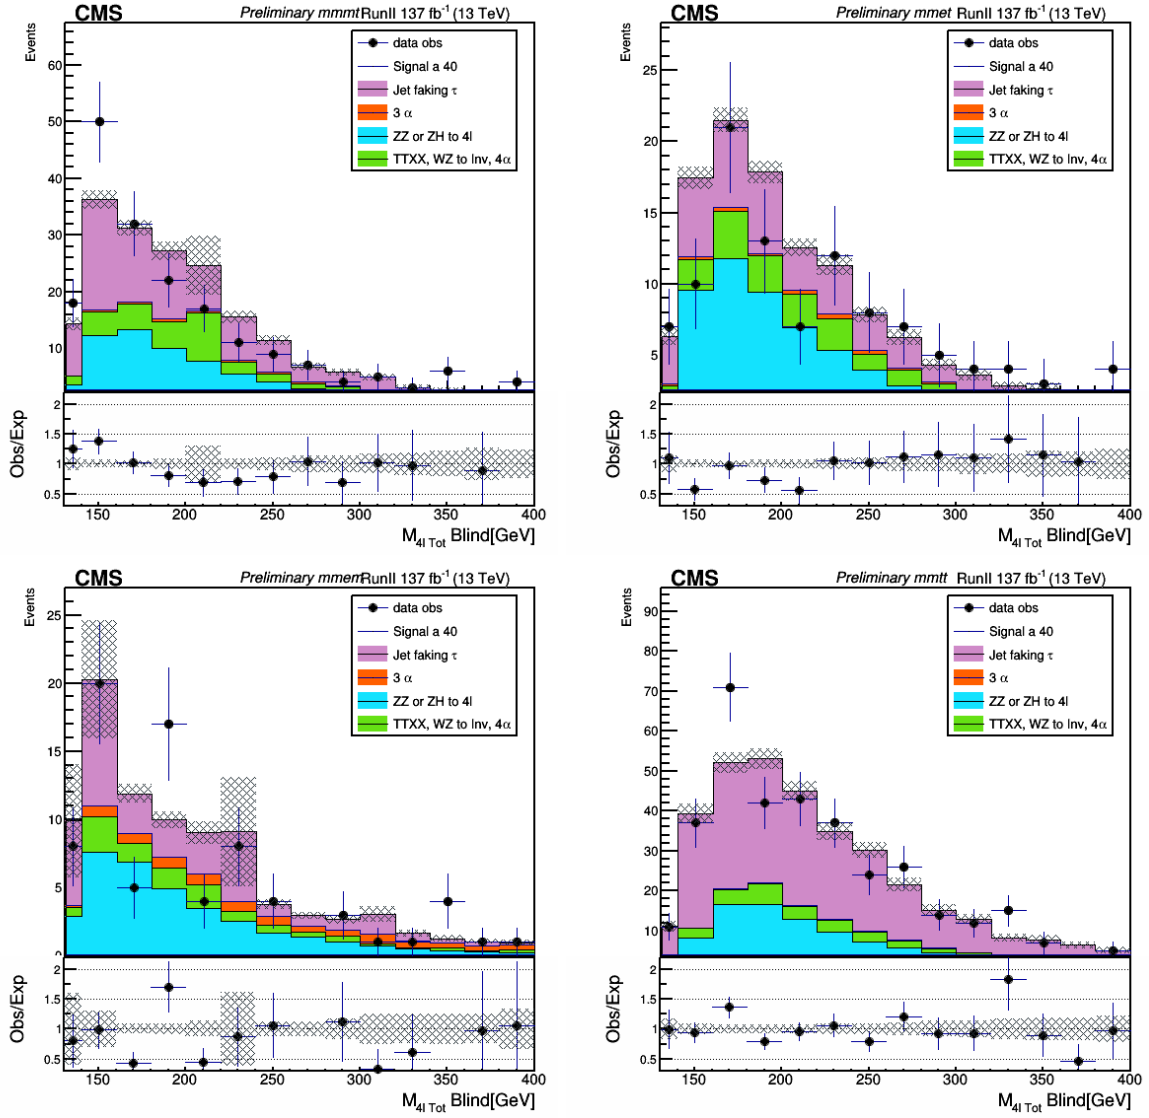 CMS Preliminary mmmt RunII 137 fb⁻¹ (13 TeV)
Events
data obs
Signal a 40
Jet faking τ
3 α
ZZ or ZH to 4l
TTXX, WZ to Inv, 4α
60
50
40
30
20
10
Obs/Exp
2
1.5
1
0.5
150 200 250 300 350 400
M4l Tot Blind[GeV]
CMS Preliminary mmet RunII 137 fb⁻¹ (13 TeV)
Events
data obs
Signal a 40
Jet faking τ
3 α
ZZ or ZH to 4l
TTXX, WZ to Inv, 4α
25
20
15
10
5
Obs/Exp
2
1.5
1
0.5
150 200 250 300 350 400
M4l Tot Blind[GeV]
CMS Preliminary mmem RunII 137 fb⁻¹ (13 TeV)
Events
data obs
Signal a 40
Jet faking τ
3 α
ZZ or ZH to 4l
TTXX, WZ to Inv, 4α
25
20
15
10
5
0
Obs/Exp
2
1.5
1
0.5
150 200 250 300 350 400
M4l Tot Blind[GeV]
CMS Preliminary mmtt RunII 137 fb⁻¹ (13 TeV)
Events
data obs
Signal a 40
Jet faking τ
3 α
ZZ or ZH to 4l
TTXX, WZ to Inv, 4α
90
80
70
60
50
40
30
20
10
Obs/Exp
2
1.5
1
0.5
150 200 250 300 350 400
M4l Tot Blind[GeV]